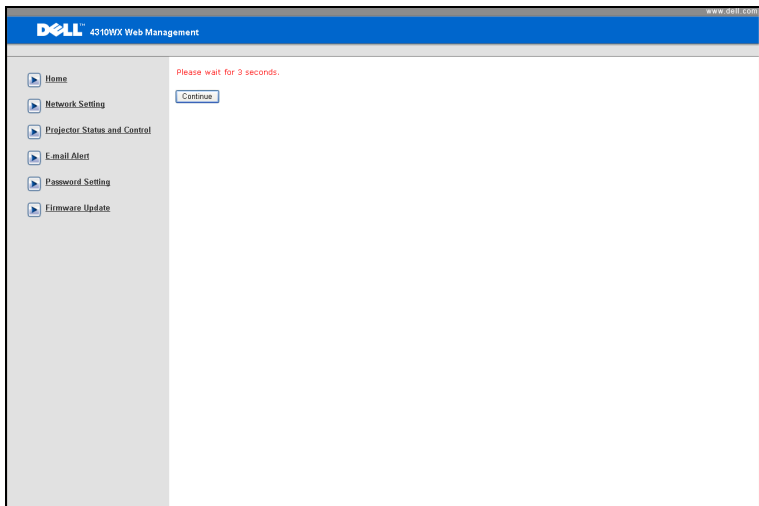 www.dell.com
DELL™ 4310WX Web Management
Home
Network Setting
Projector Status and Control
E-mail Alert
Password Setting
Firmware Update
Please wait for 3 seconds.
Continue